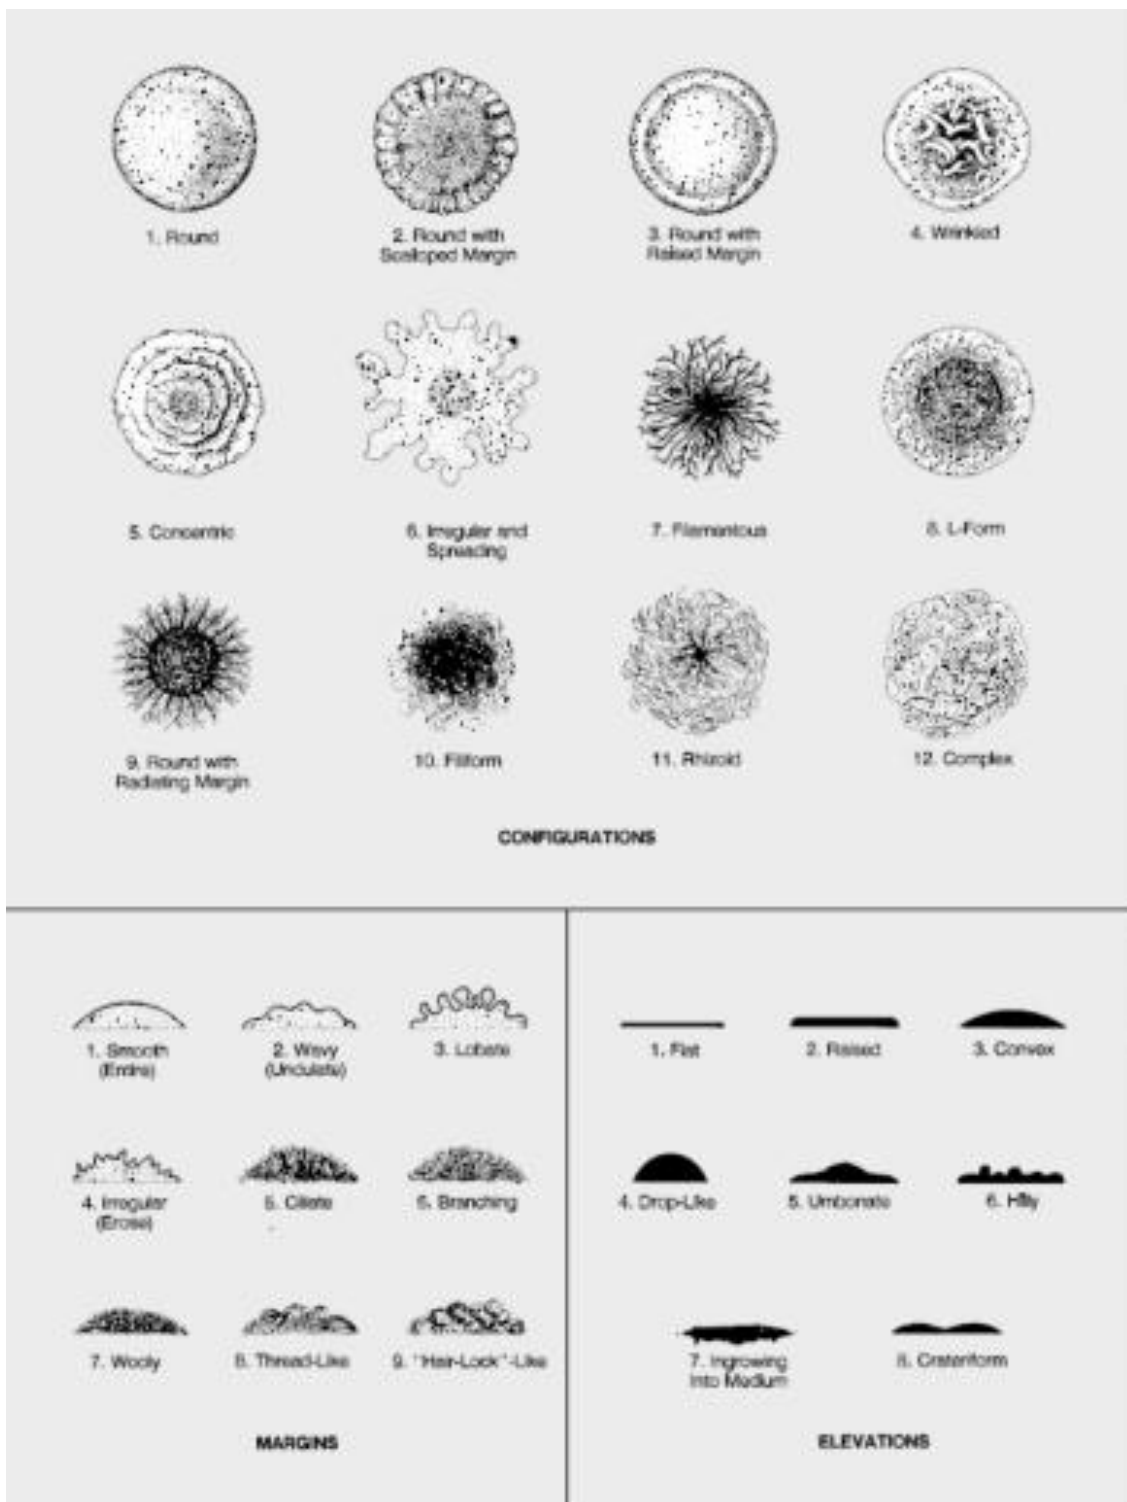 1. Round
2. Round with
Scalloped Margin
3. Round with
Raised Margin
4. Wrinkled
5. Concentric
6. Irregular and
Spreading
7. Filamentous
8. L-Form
9. Round with
Radiating Margin
10. Filiform
11. Rhizoid
12. Complex
CONFIGURATIONS
1. Smooth
(Entire)
2. Wavy
(Undulate)
3. Lobate
4. Irregular
(Erose)
5. Ciliate
6. Branching
7. Wooly
8. Thread-Like
9. "Hair-Lock"-Like
MARGINS
1. Flat
2. Raised
3. Convex
4. Drop-Like
5. Umbonate
6. Hilly
7. Ingrowing
Into Medium
8. Crateriform
ELEVATIONS